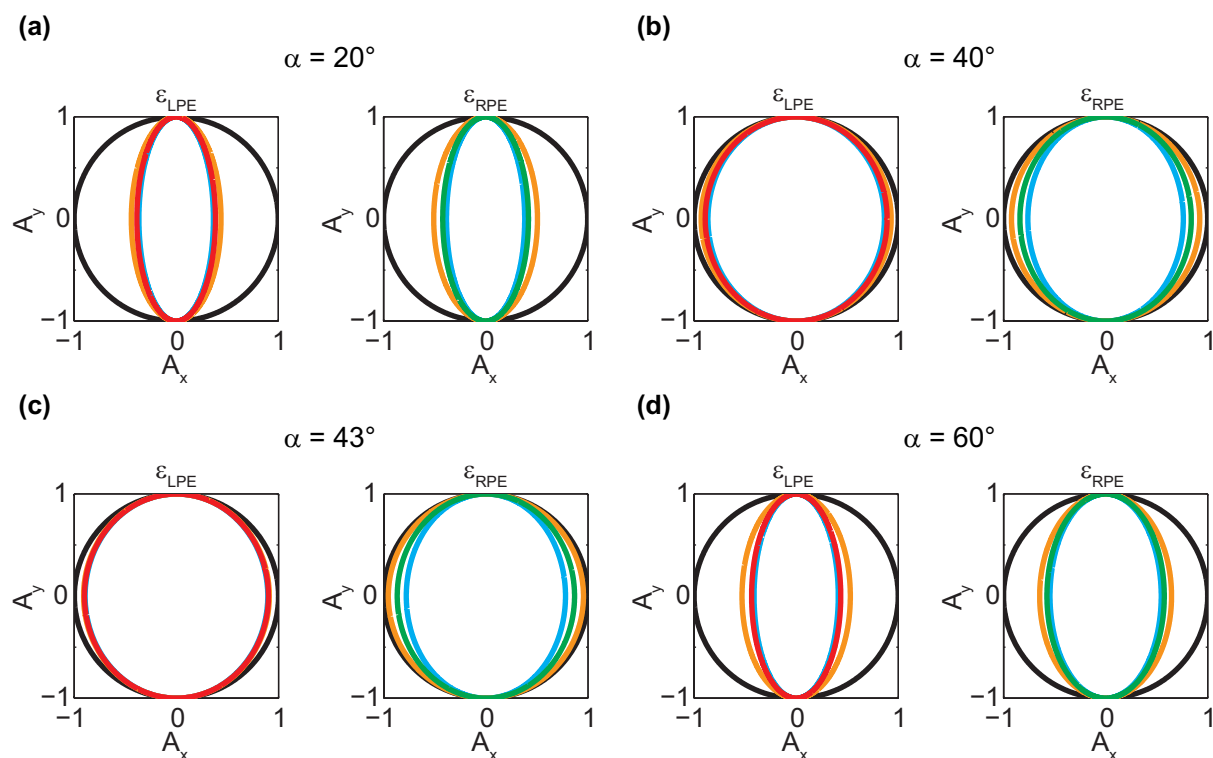 (a)
α = 20°
ε_LPE
ε_RPE
1
0
−1
A_y
−1
0
1
A_x
1
0
−1
A_y
−1
0
1
A_x
(b)
α = 40°
ε_LPE
ε_RPE
1
0
−1
A_y
−1
0
1
A_x
1
0
−1
A_y
−1
0
1
A_x
(c)
α = 43°
ε_LPE
ε_RPE
1
0
−1
A_y
−1
0
1
A_x
1
0
−1
A_y
−1
0
1
A_x
(d)
α = 60°
ε_LPE
ε_RPE
1
0
−1
A_y
−1
0
1
A_x
1
0
−1
A_y
−1
0
1
A_x